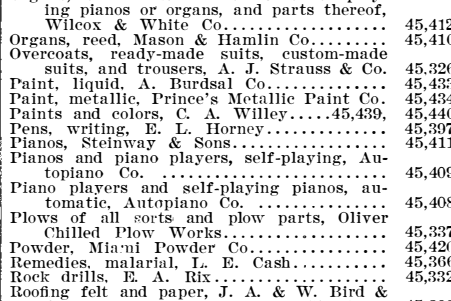 ing pianos or organs, and parts thereof,
Wilcox & White Co.................. 45,412
Organs, reed, Mason & Hamlin Co......... 45,410
Overcoats, ready-made suits, custom-made
suits, and trousers, A. J. Strauss & Co. 45,326
Paint, liquid, A. Burdsal Co............... 45,433
Paint, metallic, Prince's Metallic Paint Co. 45,434
Paints and colors, C. A. Willey.....45,439, 45,440
Pens, writing, E. L. Horney............... 45,397
Pianos, Steinway & Sons................. 45,411
Pianos and piano players, self-playing, Au-
topiano Co. ........................ 45,409
Piano players and self-playing pianos, au-
tomatic, Autopiano Co. .............. 45,408
Plows of all sorts and plow parts, Oliver
Chilled Plow Works.................. 45,337
Powder, Miami Powder Co............... 45,420
Remedies, malarial, L. E. Cash........... 45,366
Rock drills, E. A. Rix.................... 45,332
Roofing felt and paper, J. A. & W. Bird &